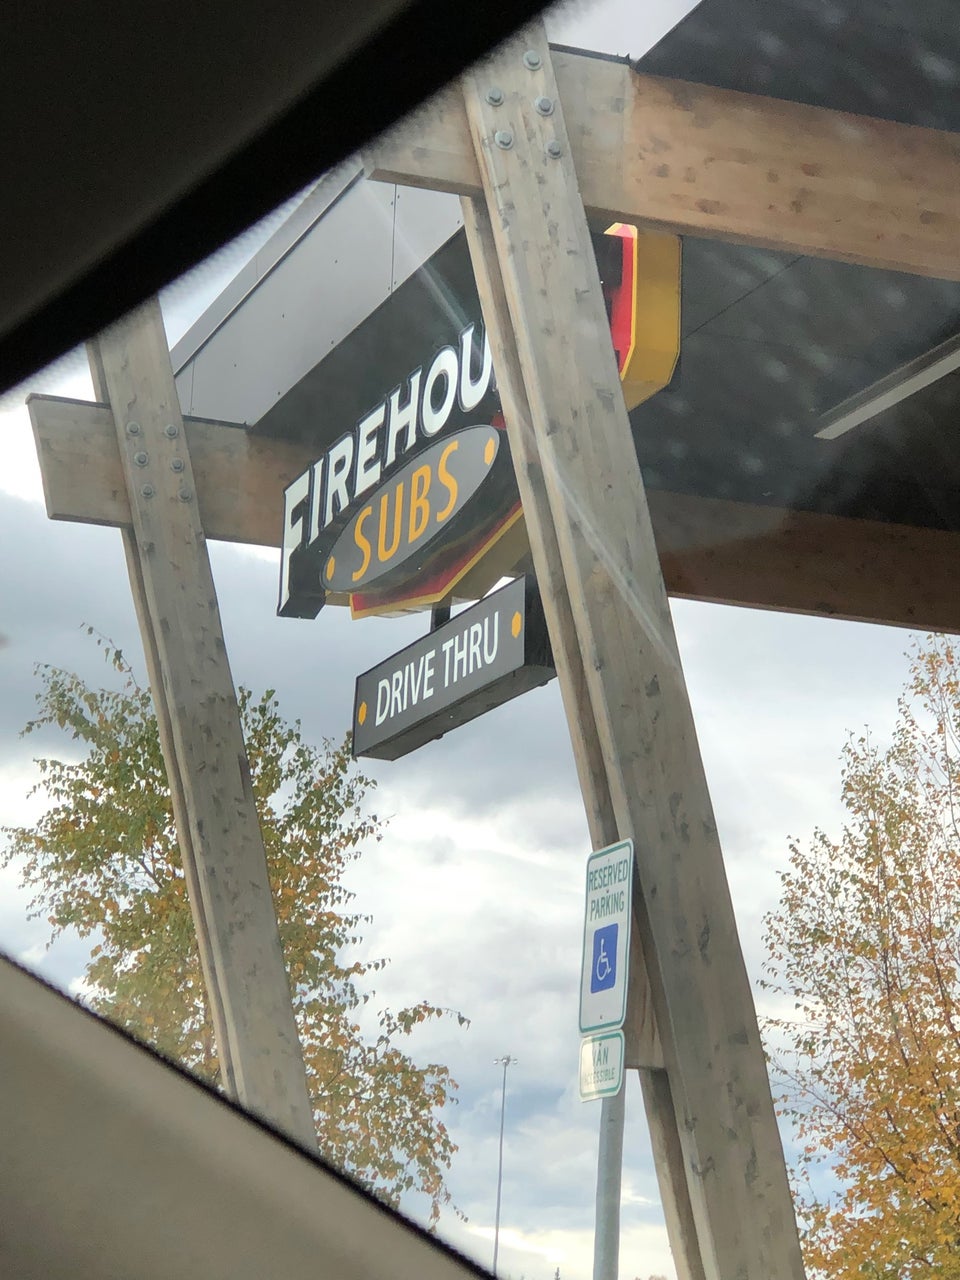 FIREHOU
SUBS
DRIVE THRU
RESERVED
PARKING
VAN
ACCESSIBLE